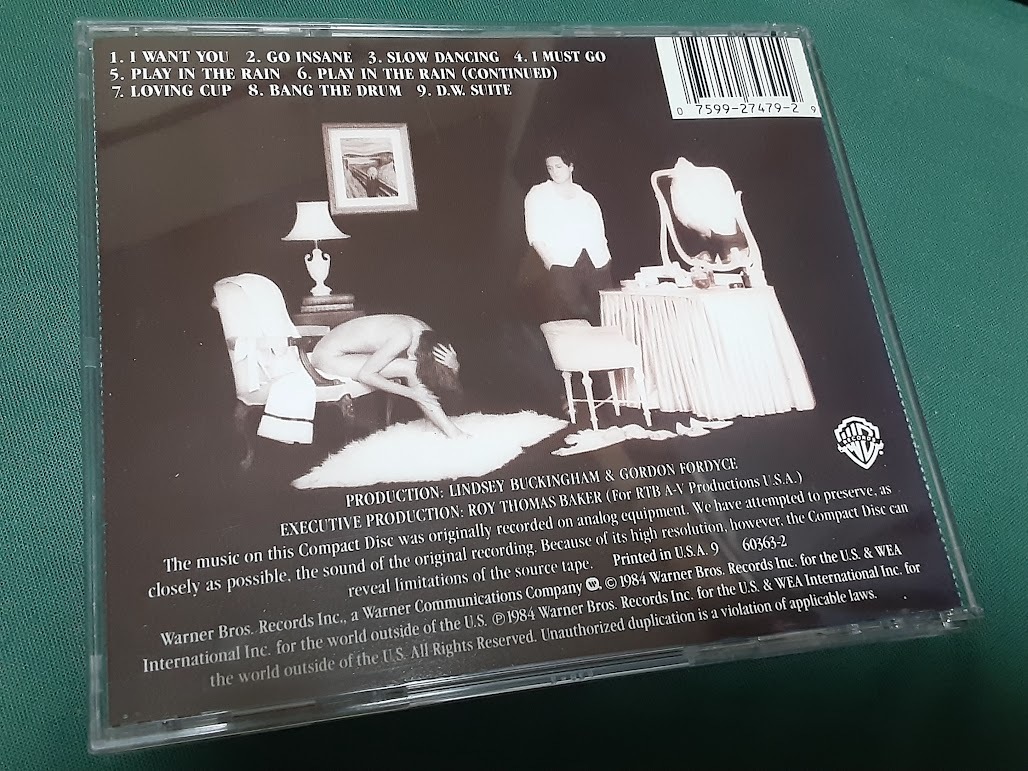 1. I WANT YOU 2. GO INSANE 3. SLOW DANCING 4. I MUST GO
5. PLAY IN THE RAIN 6. PLAY IN THE RAIN (CONTINUED)
7. LOVING CUP 8. BANG THE DRUM 9. D.W. SUITE
0 7599-27479-2 9
RECORDS
PRODUCTION: LINDSEY BUCKINGHAM & GORDON FORDYCE
EXECUTIVE PRODUCTION: ROY THOMAS BAKER (For RTB A-V Productions U.S.A.)
The music on this Compact Disc was originally recorded on analog equipment. We have attempted to preserve, as
closely as possible, the sound of the original recording. Because of its high resolution, however, the Compact Disc can
reveal limitations of the source tape. Printed in U.S.A. 9 60363-2
Warner Bros. Records Inc., a Warner Communications Company © 1984 Warner Bros. Records Inc. for the U.S. & WEA
International Inc. for the world outside of the U.S. ℗1984 Warner Bros. Records Inc. for the U.S. & WEA International Inc. for
the world outside of the U.S. All Rights Reserved. Unauthorized duplication is a violation of applicable laws.